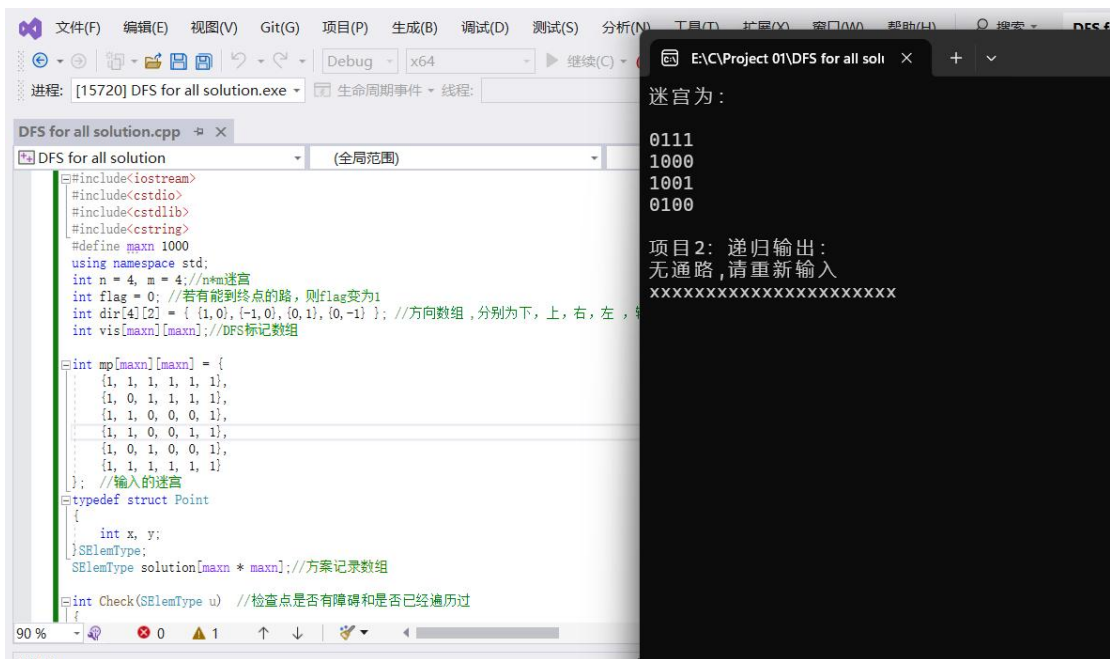 文件(F) 编辑(E) 视图(V) Git(G) 项目(P) 生成(B) 调试(D) 测试(S) 分析(N) 工具(T) 扩展(X) 窗口(W) 帮助(H) 搜索
Debug x64 继续(C)
进程: [15720] DFS for all solution.exe 生命周期事件 线程:
DFS for all solution.cpp
DFS for all solution (全局范围)
#include<iostream>
#include<cstdio>
#include<cstdlib>
#include<cstring>
#define maxn 1000
using namespace std;
int n = 4, m = 4;//n*m迷宫
int flag = 0; //若有能到终点的路，则flag变为1
int dir[4][2] = { {1,0},{-1,0},{0,1},{0,-1} }; //方向数组 ,分别为下，上，右，左 ，
int vis[maxn][maxn];//DFS标记数组
int mp[maxn][maxn] = {
{1, 1, 1, 1, 1, 1},
{1, 0, 1, 1, 1, 1},
{1, 1, 0, 0, 0, 1},
{1, 1, 0, 0, 1, 1},
{1, 0, 1, 0, 0, 1},
{1, 1, 1, 1, 1, 1}
}; //输入的迷宫
typedef struct Point
{
int x, y;
}SElemType;
SElemType solution[maxn * maxn];//方案记录数组
int Check(SElemType u) //检查点是否有障碍和是否已经遍历过
{
90 % 0 1
E:\C\Project 01\DFS for all solu
迷宫为:
0111
1000
1001
0100
项目2: 递归输出:
无通路,请重新输入
xxxxxxxxxxxxxxxxxxxxxx